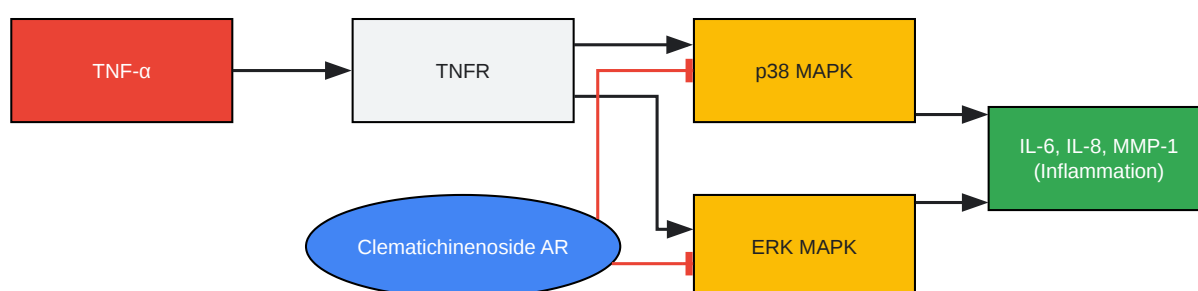 TNF-α
TNFR
p38 MAPK
IL-6, IL-8, MMP-1
(Inflammation)
Clematichinenoside AR
ERK MAPK